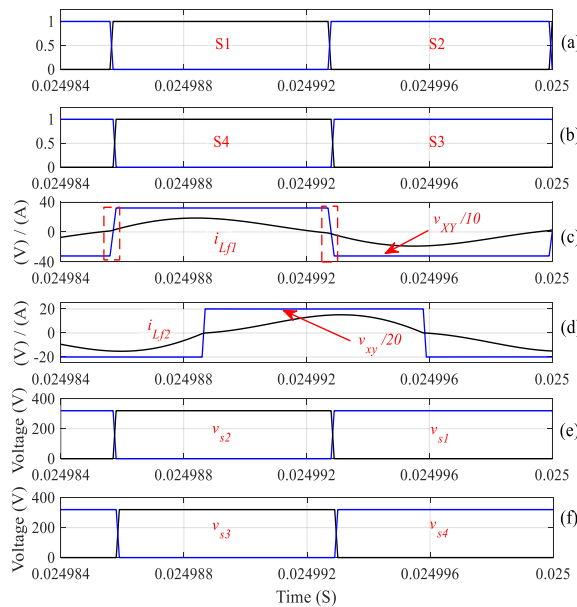 1
0.5
0
S1
S2
(a)
0.024984
0.024988
0.024992
0.024996
0.025
1
0.5
0
S4
S3
(b)
0.024984
0.024988
0.024992
0.024996
0.025
(V) / (A)
40
0
-40
i_Lf1
v_XY/10
(c)
0.024984
0.024988
0.024992
0.024996
0.025
(V) / (A)
20
0
-20
i_Lf2
v_xy/20
(d)
0.024984
0.024988
0.024992
0.024996
0.025
Voltage (V)
400
200
0
v_s2
v_s1
(e)
0.024984
0.024988
0.024992
0.024996
0.025
Voltage (V)
400
200
0
v_s3
v_s4
(f)
0.024984
0.024988
0.024992
0.024996
0.025
Time (S)